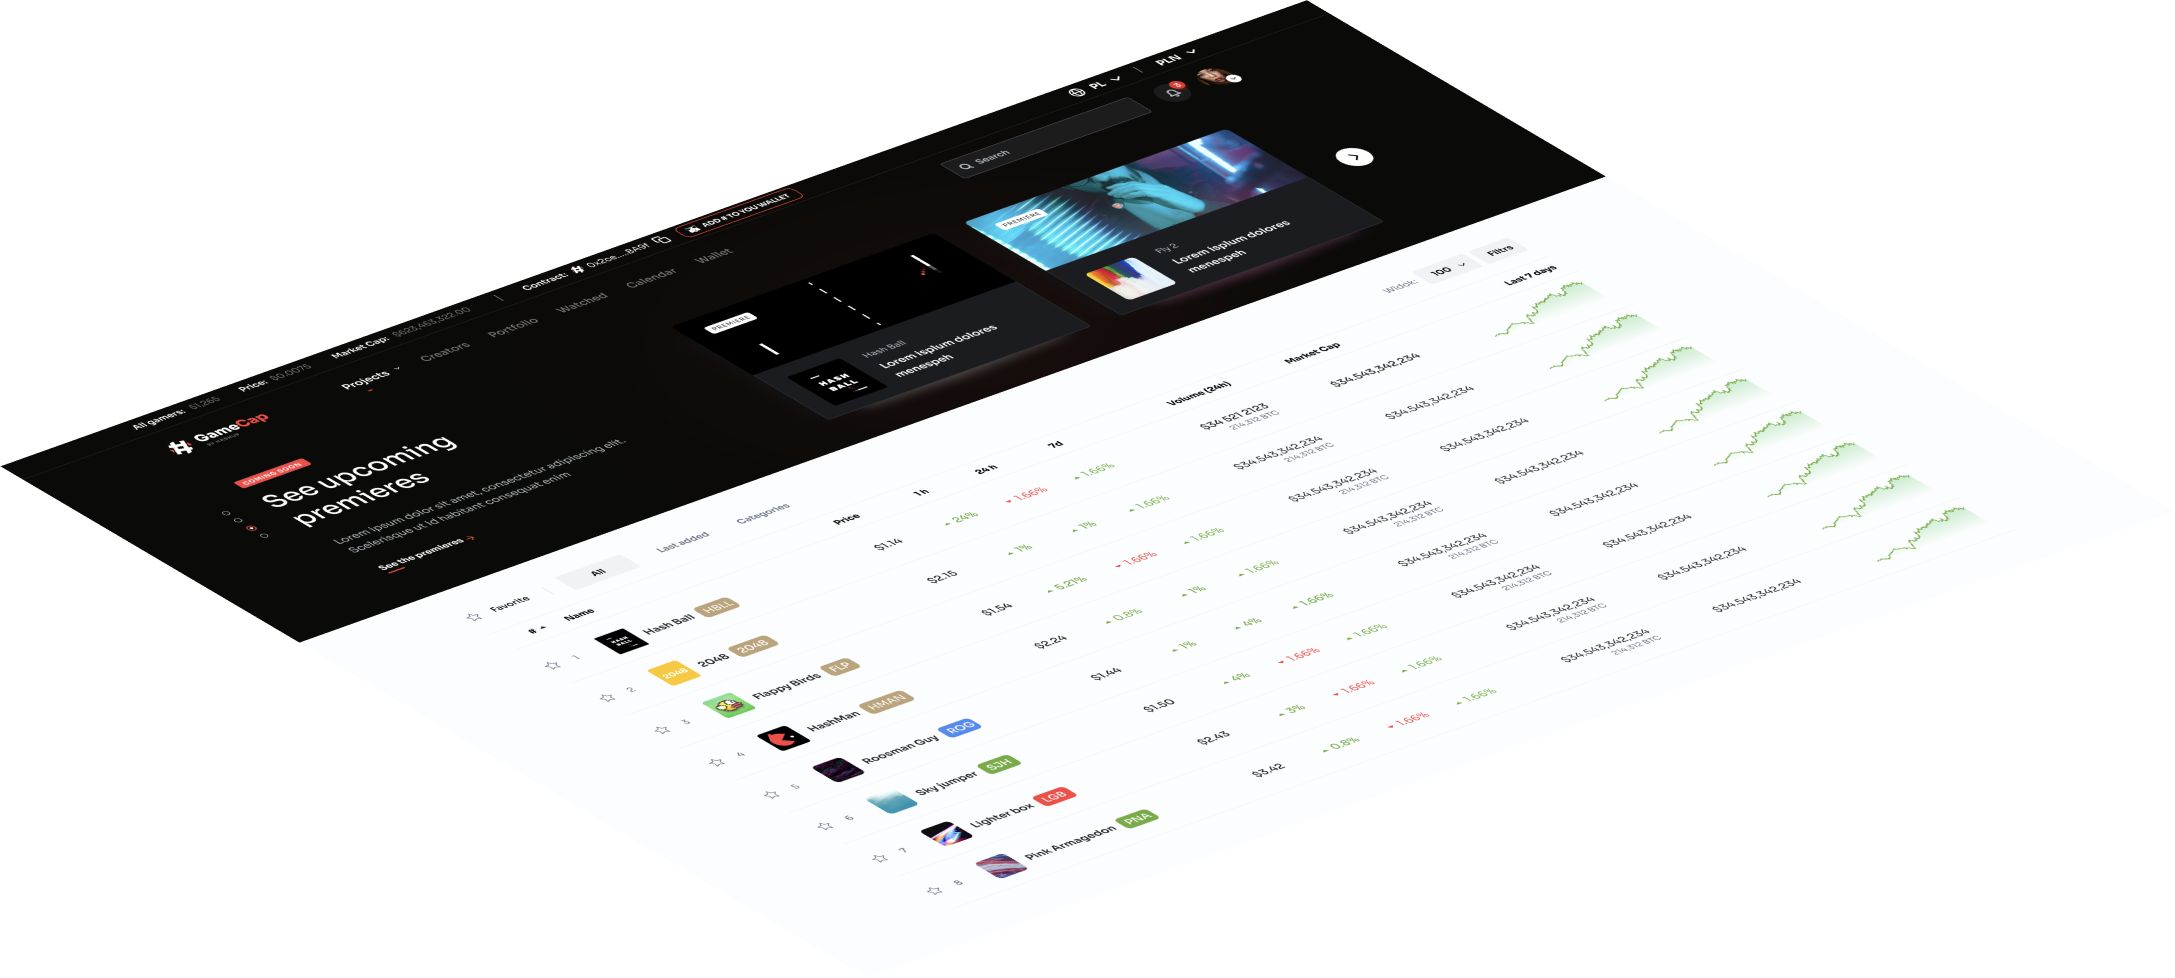 All gamers: 51,265
Price: $0.0075
Market Cap: $623,463,322.00
Contract: # 0x2ce....BA9f
ADD # TO YOU WALLET
PL
PLN
GameCap
Projects
Creators
Portfolio
Watched
Calendar
Wallet
Search
COMING SOON
See upcoming
premieres
Lorem ipsum dolor sit amet, consectetur adipiscing elit.
Scelerisque ut id habitant consequat enim
See the premieres
PREMIERE
HASH
BALL
Hash Ball
Lorem ispium dolores
menespeh
PREMIERE
Fly 2
Lorem ispium dolores
menespeh
Favorite
All
Last added
Categories
Widok: 100
Filtrs
# Name Price 1h 24h 7d Volume (24h) Market Cap Last 7 days
1 Hash Ball HBLL $1.14 24% 1.66% 1.66% $34 521 2123 $34,543,342,234
214,312 BTC
2 2048 2048 $2.15 1% 1% 1.66% $34,543,342,234 $34,543,342,234
214,312 BTC
3 Flappy Birds FLP $1.54 5,21% 1.66% 1.66% $34,543,342,234 $34,543,342,234
214,312 BTC
4 HashMan HMAN $2.24 0.8% 1% 1.66% $34,543,342,234 $34,543,342,234
214,312 BTC
5 Roosman Guy ROG $1.44 1% 4% 1.66% $34,543,342,234 $34,543,342,234
214,312 BTC
6 Sky jumper SJH $1.50 4% 1.66% 1.66% $34,543,342,234 $34,543,342,234
214,312 BTC
7 Lighter box LGB $2.43 3% 1.66% 1.66% $34,543,342,234 $34,543,342,234
214,312 BTC
8 Pink Armagedon PNA $3.42 0.8% 1.66% 1.66% $34,543,342,234 $34,543,342,234
214,312 BTC